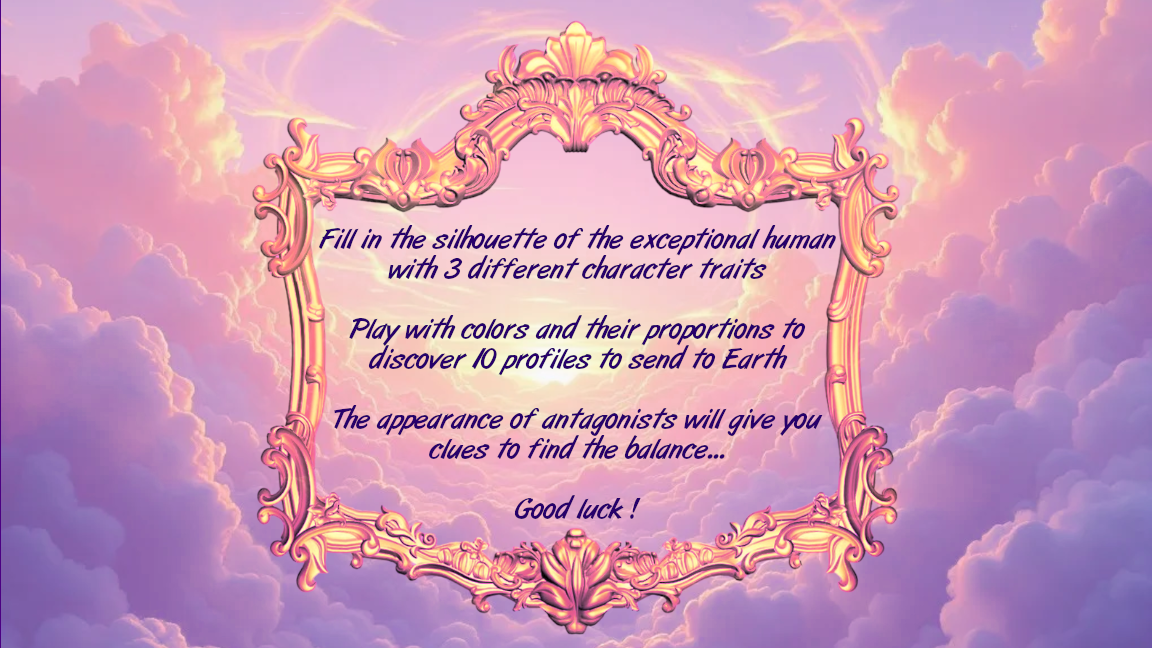 Fill in the silhouette of the exceptional human
with 3 different character traits
Play with colors and their proportions to
discover 10 profiles to send to Earth
The appearance of antagonists will give you
clues to find the balance...
Good luck !